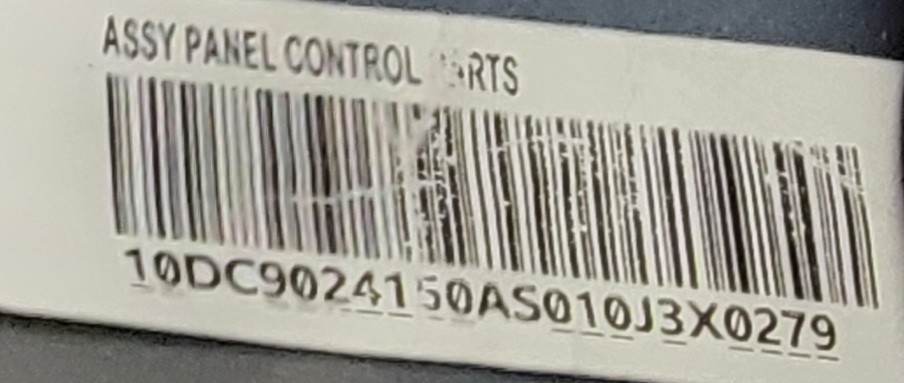 ASSY PANEL CONTROL
10DC9024150AS010J3X0279